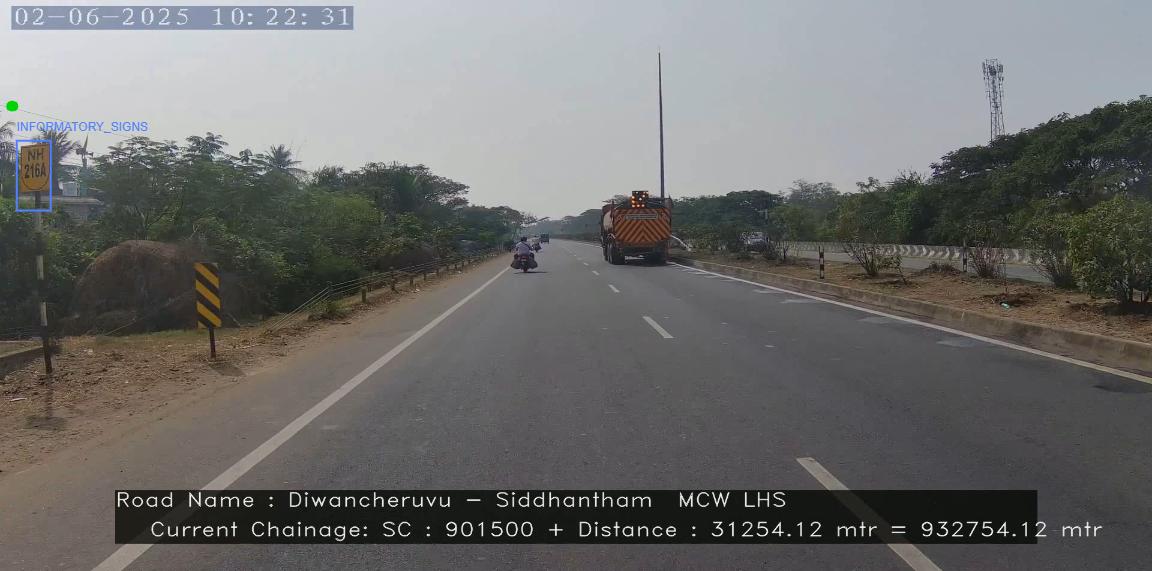 02-06-2025 10:22:31
INFORMATORY_SIGNS
NH
216A
Road Name : Diwancheruvu - Siddhantham MCW LHS
Current Chainage: SC : 901500 + Distance : 31254.12 mtr = 932754.12 mtr